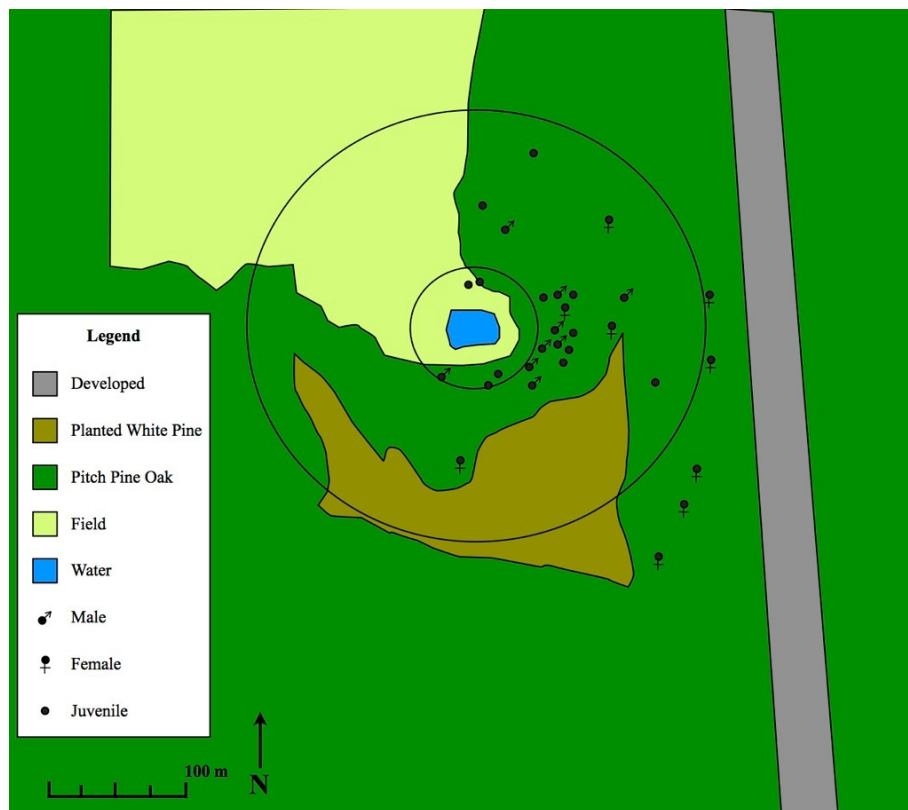 Legend
Developed
Planted White Pine
Pitch Pine Oak
Field
Water
Male
Female
Juvenile
100 m
N